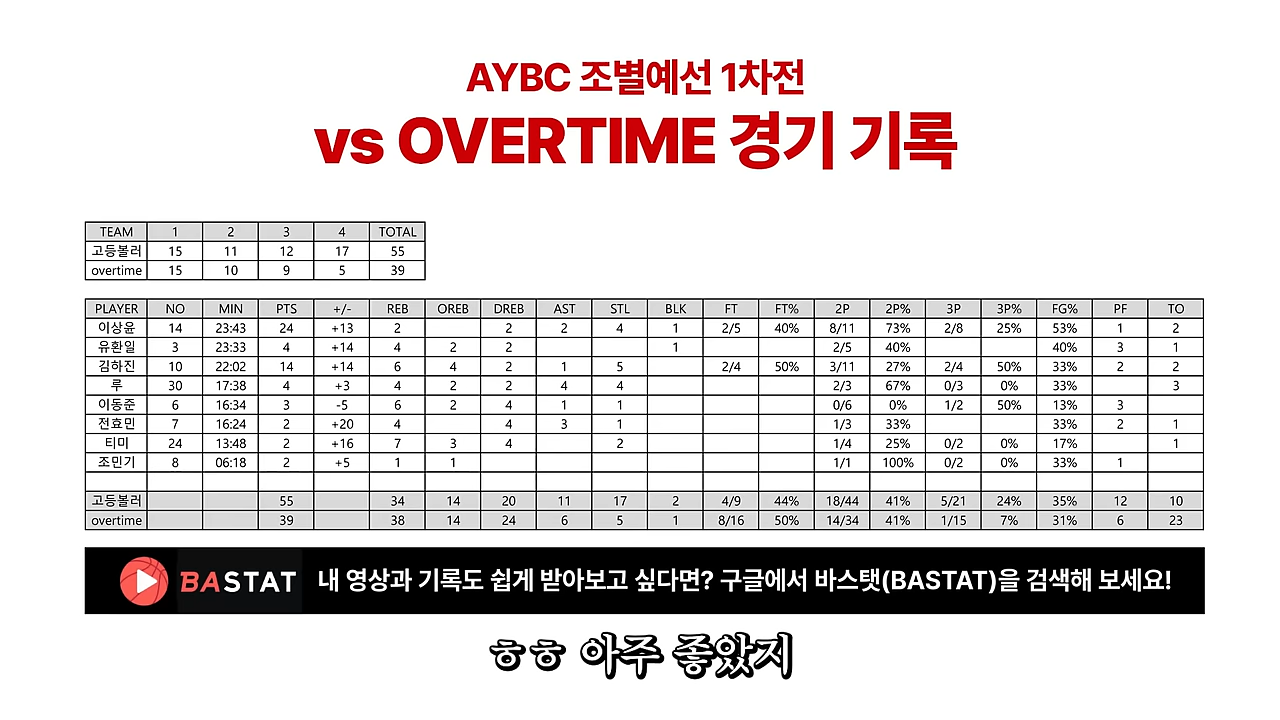 AYBC 조별예선 1차전
vs OVERTIME 경기 기록
TEAM 1 2 3 4 TOTAL
고등볼러 15 11 12 17 55
overtime 15 10 9 5 39
PLAYER NO MIN PTS +/- REB OREB DREB AST STL BLK FT FT% 2P 2P% 3P 3P% FG% PF TO
이상윤 14 23:43 24 +13 2 2 2 4 1 2/5 40% 8/11 73% 2/8 25% 53% 1 2
유환일 3 23:33 4 +14 4 2 2 1 2/5 40% 40% 3 1
김하진 10 22:02 14 +14 6 4 2 1 5 2/4 50% 3/11 27% 2/4 50% 33% 2 2
루 30 17:38 4 +3 4 2 2 4 4 2/3 67% 0/3 0% 33% 3
이동준 6 16:34 3 -5 6 2 4 1 1 0/6 0% 1/2 50% 13% 3
전효민 7 16:24 2 +20 4 4 3 1 1/3 33% 33% 2 1
티미 24 13:48 2 +16 7 3 4 2 1/4 25% 0/2 0% 17% 1
조민기 8 06:18 2 +5 1 1 1/1 100% 0/2 0% 33% 1
고등볼러 55 34 14 20 11 17 2 4/9 44% 18/44 41% 5/21 24% 35% 12 10
overtime 39 38 14 24 6 5 1 8/16 50% 14/34 41% 1/15 7% 31% 6 23
BASTAT 내 영상과 기록도 쉽게 받아보고 싶다면? 구글에서 바스탯(BASTAT)을 검색해 보세요!
ㅎㅎ 아주 좋았지